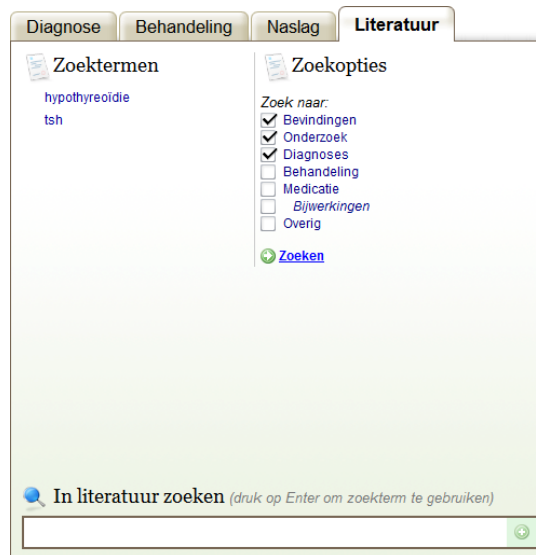 Diagnose Behandeling Naslag Literatuur
Zoektermen
hypothyreoïdie
tsh
Zoekopties
Zoek naar:
Bevindingen
Onderzoek
Diagnoses
Behandeling
Medicatie
Bijwerkingen
Overig
Zoeken
In literatuur zoeken (druk op Enter om zoekterm te gebruiken)